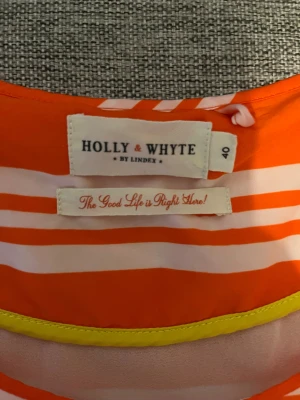 HOLLY & WHYTE
• BY LINDEX •
40
The Good Life is Right Here!